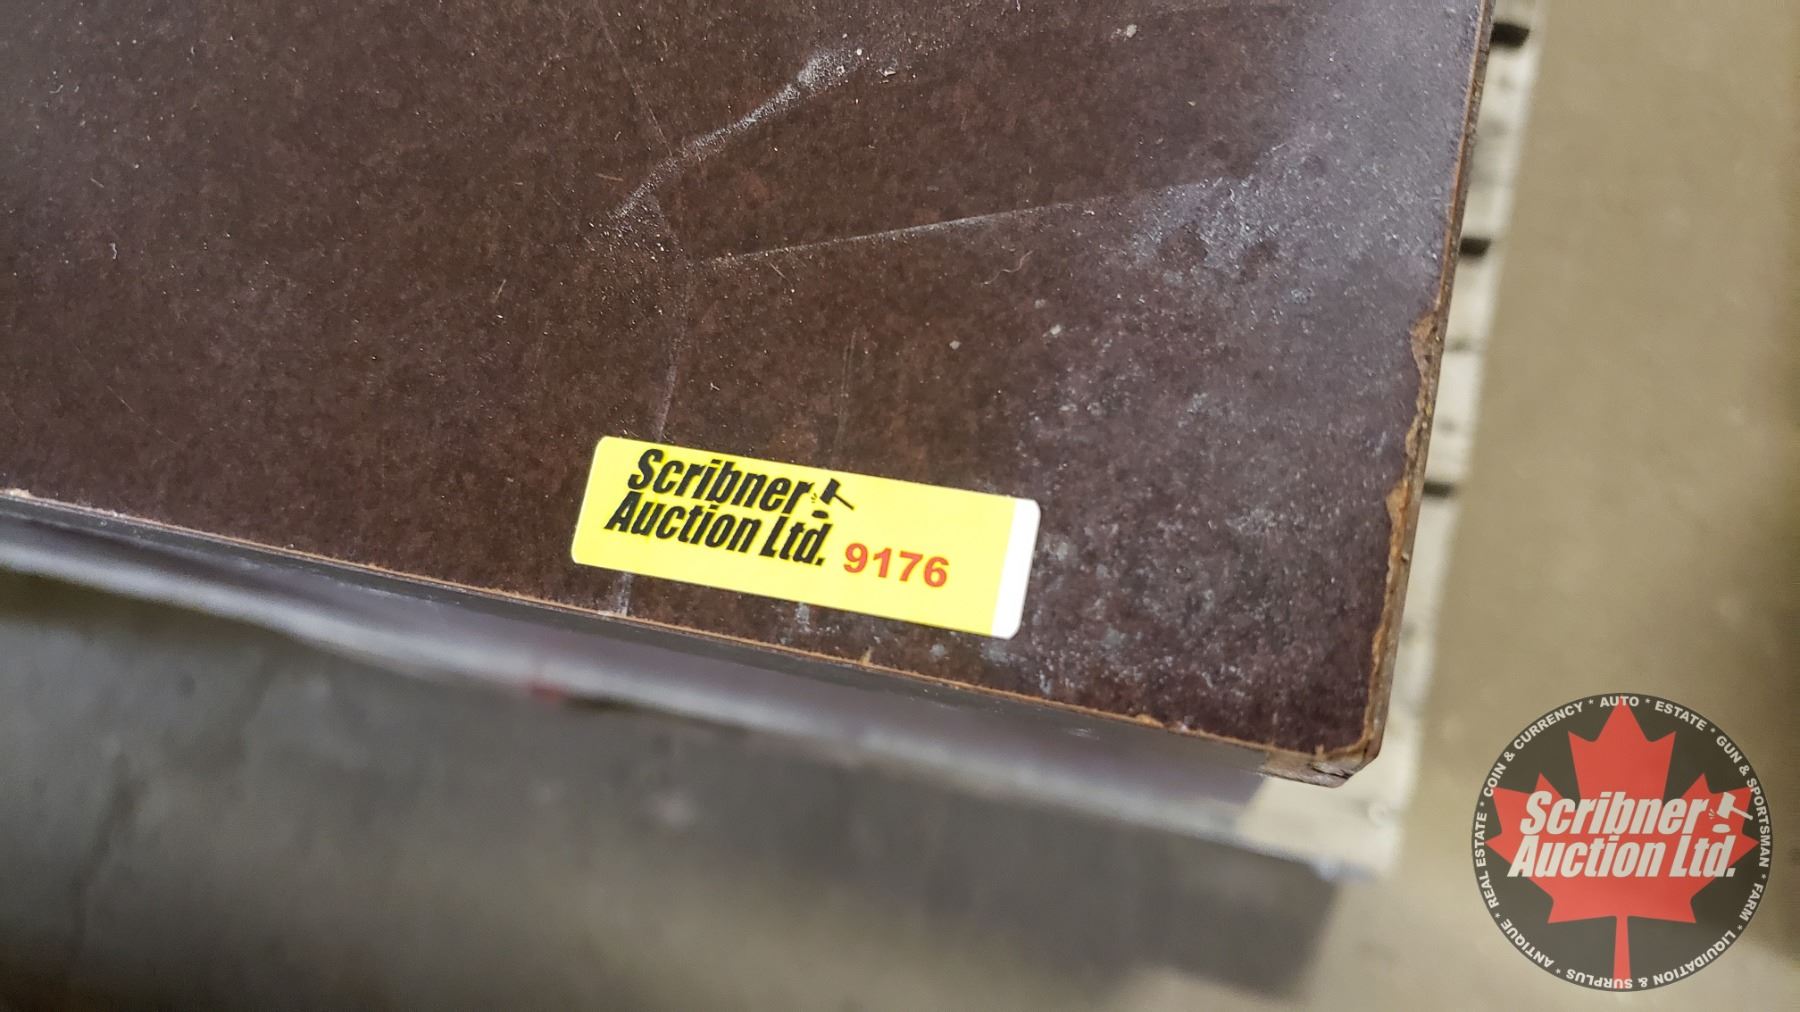 Scribner
Auction Ltd. 9176
COIN & CURRENCY * AUTO * ESTATE * GUN & SPORTSMAN * FARM * LIQUIDATION & SURPLUS * ANTIQUE * REAL ESTATE *
Scribner
Auction Ltd.